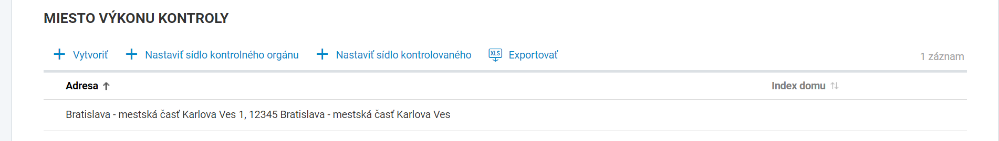 MIESTO VÝKONU KONTROLY
Vytvoriť Nastaviť sídlo kontrolného orgánu Nastaviť sídlo kontrolovaného XLS Exportovať 1 záznam
Adresa Index domu
Bratislava - mestská časť Karlova Ves 1, 12345 Bratislava - mestská časť Karlova Ves